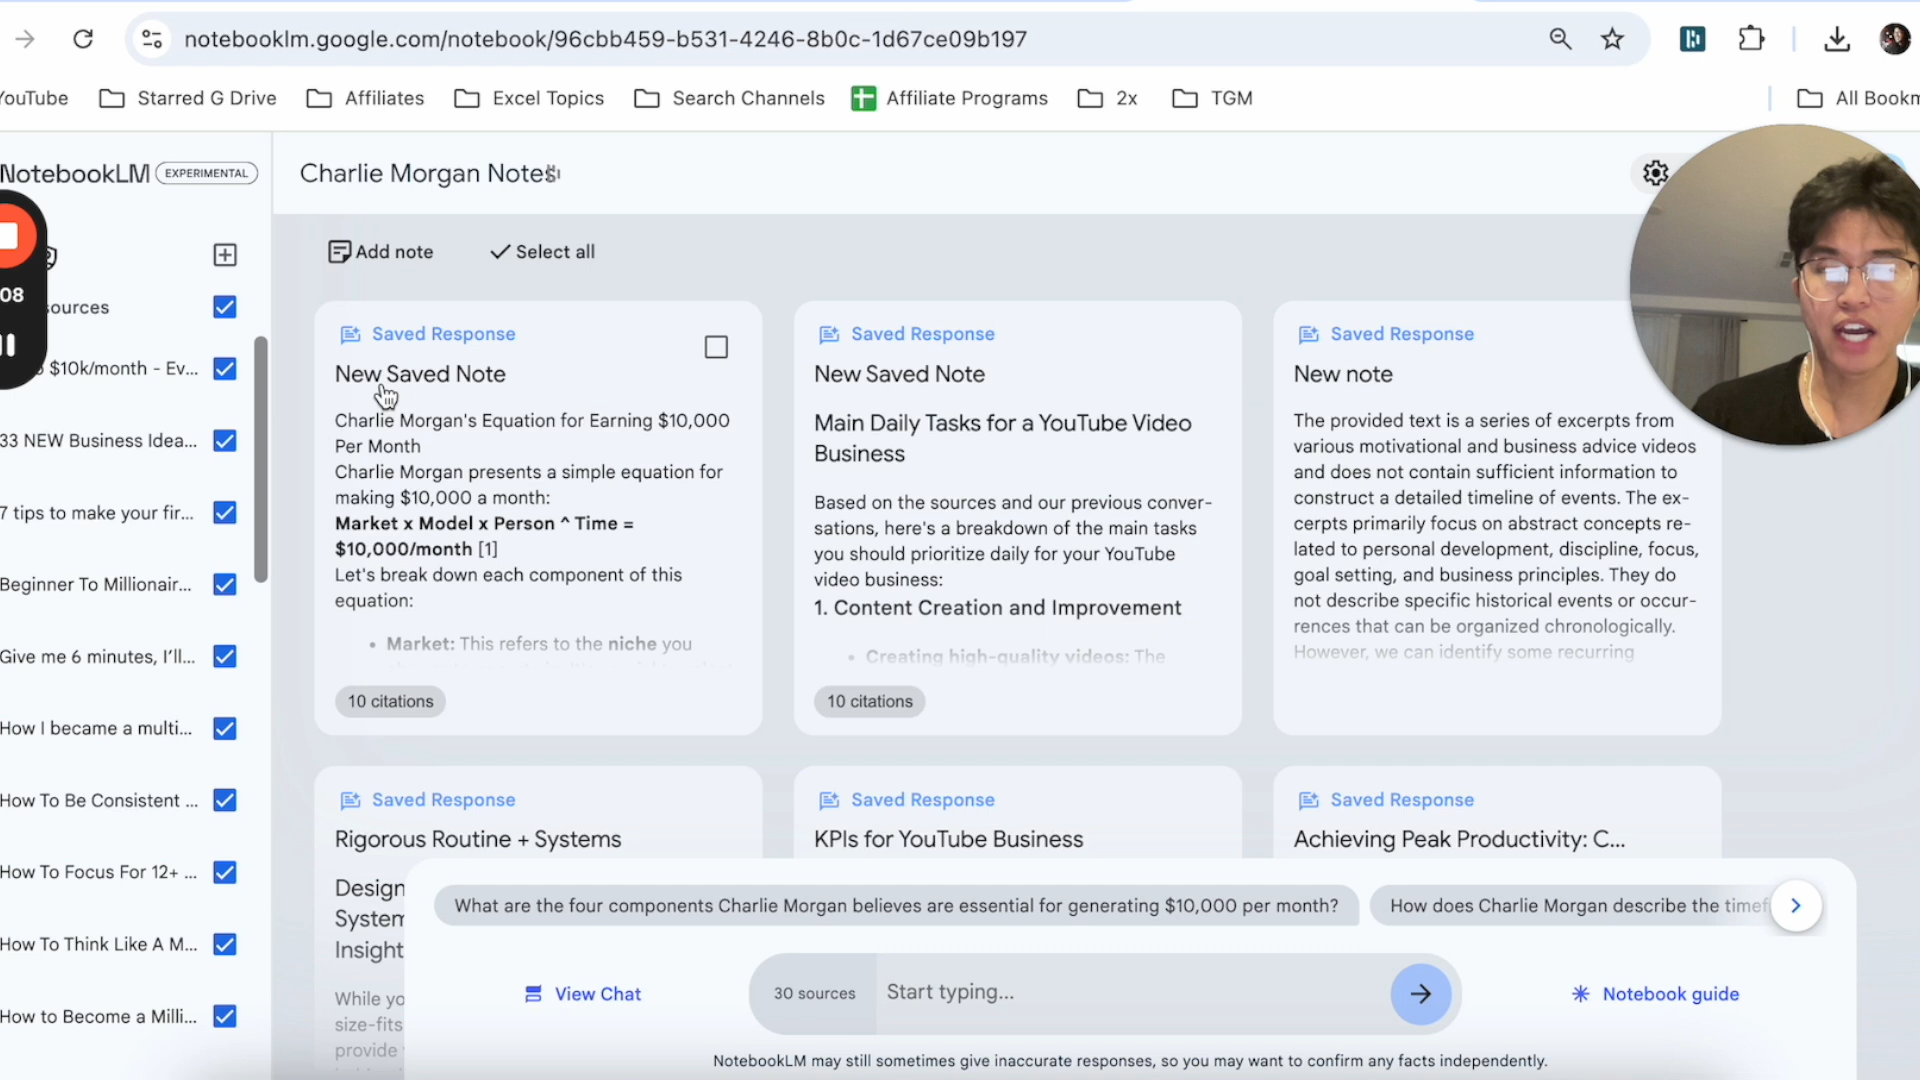 notebooklm.google.com/notebook/96cbb459-b531-4246-8b0c-1d67ce09b197
YouTube
Starred G Drive
Affiliates
Excel Topics
Search Channels
Affiliate Programs
2x
TGM
All Bookm
NotebookLM
EXPERIMENTAL
Charlie Morgan Notes
08
ources
$10k/month - Ev...
33 NEW Business Idea...
7 tips to make your fir...
Beginner To Millionair...
Give me 6 minutes, I'll...
How I became a multi...
How To Be Consistent ...
How To Focus For 12+ ...
How To Think Like A M...
How to Become a Milli...
Add note
Select all
Saved Response
New Saved Note
Charlie Morgan's Equation for Earning $10,000
Per Month
Charlie Morgan presents a simple equation for
making $10,000 a month:
Market x Model x Person ^ Time =
$10,000/month [1]
Let's break down each component of this
equation:
• Market: This refers to the niche you
10 citations
Saved Response
New Saved Note
Main Daily Tasks for a YouTube Video
Business
Based on the sources and our previous conver-
sations, here's a breakdown of the main tasks
you should prioritize daily for your YouTube
video business:
1. Content Creation and Improvement
• Creating high-quality videos: The
10 citations
Saved Response
New note
The provided text is a series of excerpts from
various motivational and business advice videos
and does not contain sufficient information to
construct a detailed timeline of events. The ex-
cerpts primarily focus on abstract concepts re-
lated to personal development, discipline, focus,
goal setting, and business principles. They do
not describe specific historical events or occur-
rences that can be organized chronologically.
However, we can identify some recurring
Saved Response
Rigorous Routine + Systems
Design
System
Insight
While yo
size-fits
provide
Saved Response
KPIs for YouTube Business
Saved Response
Achieving Peak Productivity: C...
What are the four components Charlie Morgan believes are essential for generating $10,000 per month?
How does Charlie Morgan describe the timef
View Chat
30 sources
Start typing...
Notebook guide
NotebookLM may still sometimes give inaccurate responses, so you may want to confirm any facts independently.